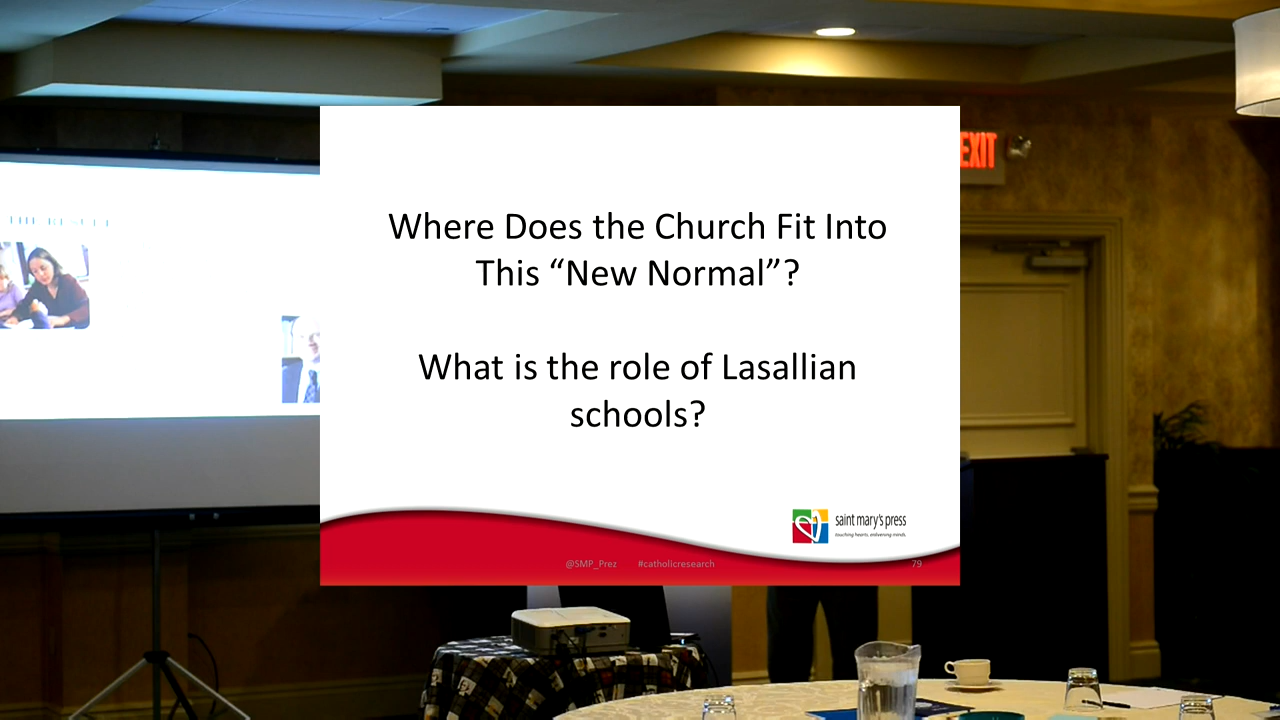 Where Does the Church Fit Into
This “New Normal”?
What is the role of Lasallian
schools?
saint mary's press
touching hearts. enlivening minds.
@SMP_Prez #catholicresearch
79
EXIT